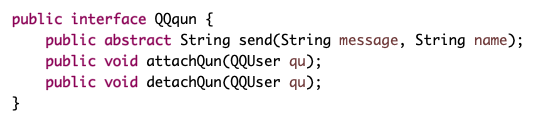 public interface QQqun {
    public abstract String send(String message, String name);
    public void attachQun(QQUser qu);
    public void detachQun(QQUser qu);
}